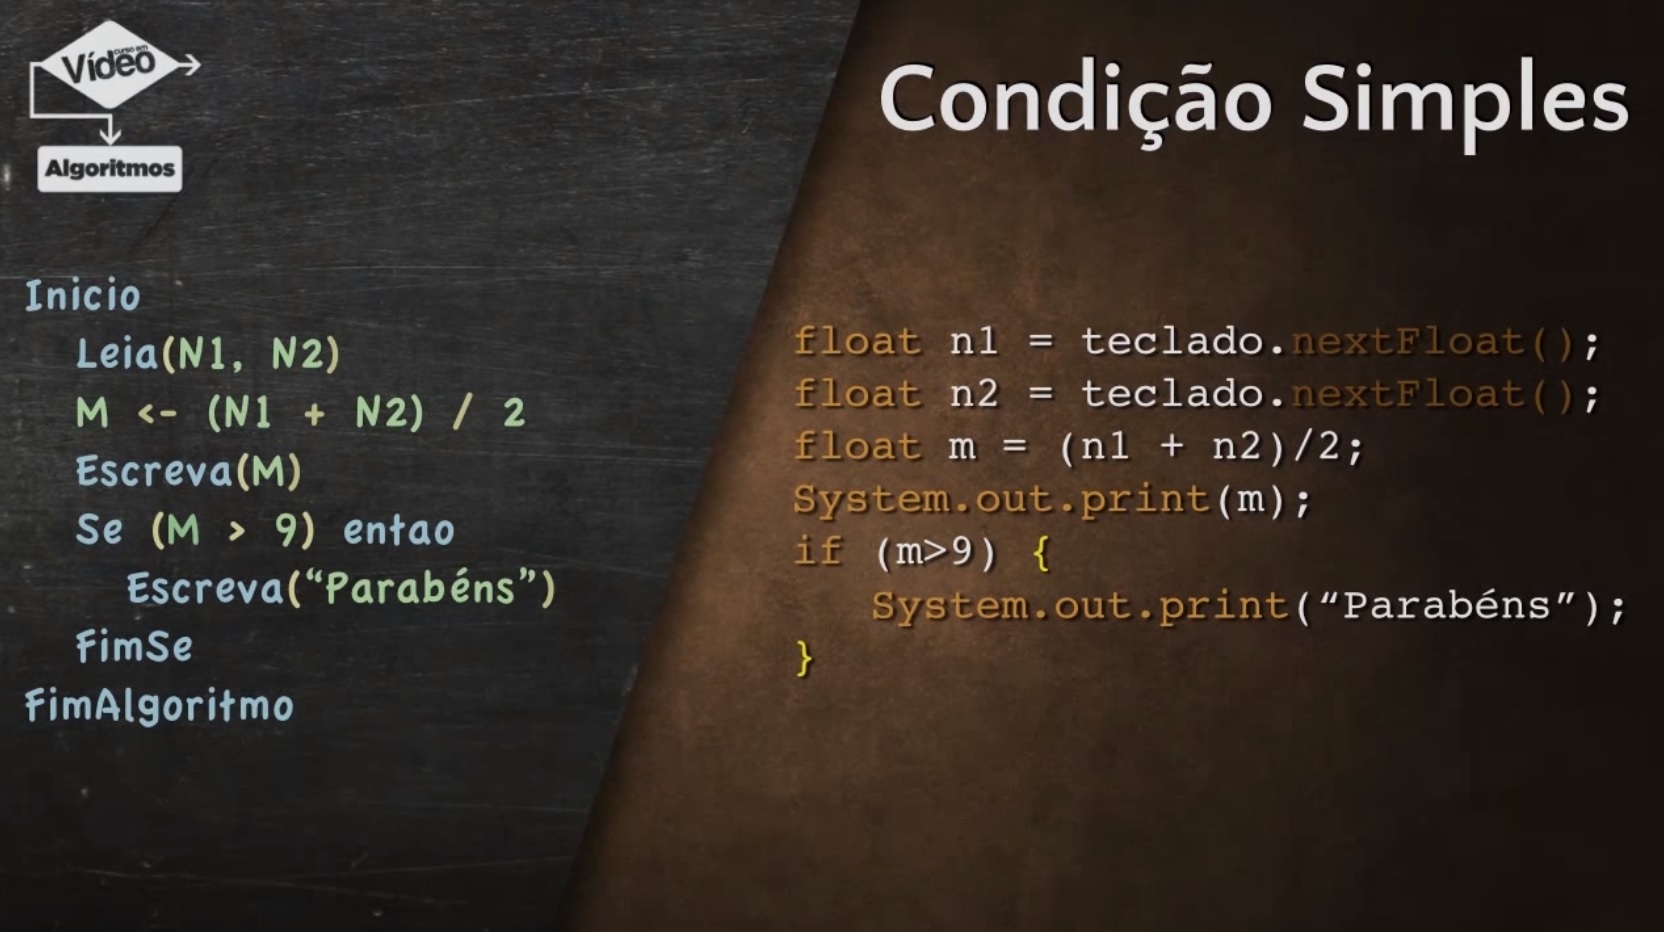 curso em
Vídeo
Algoritmos
Condição Simples
Inicio
Leia(N1, N2)
M <- (N1 + N2) / 2
Escreva(M)
Se (M > 9) entao
Escreva(“Parabéns”)
FimSe
FimAlgoritmo
float n1 = teclado.nextFloat();
float n2 = teclado.nextFloat();
float m = (n1 + n2)/2;
System.out.print(m);
if (m>9) {
System.out.print(“Parabéns”);
}